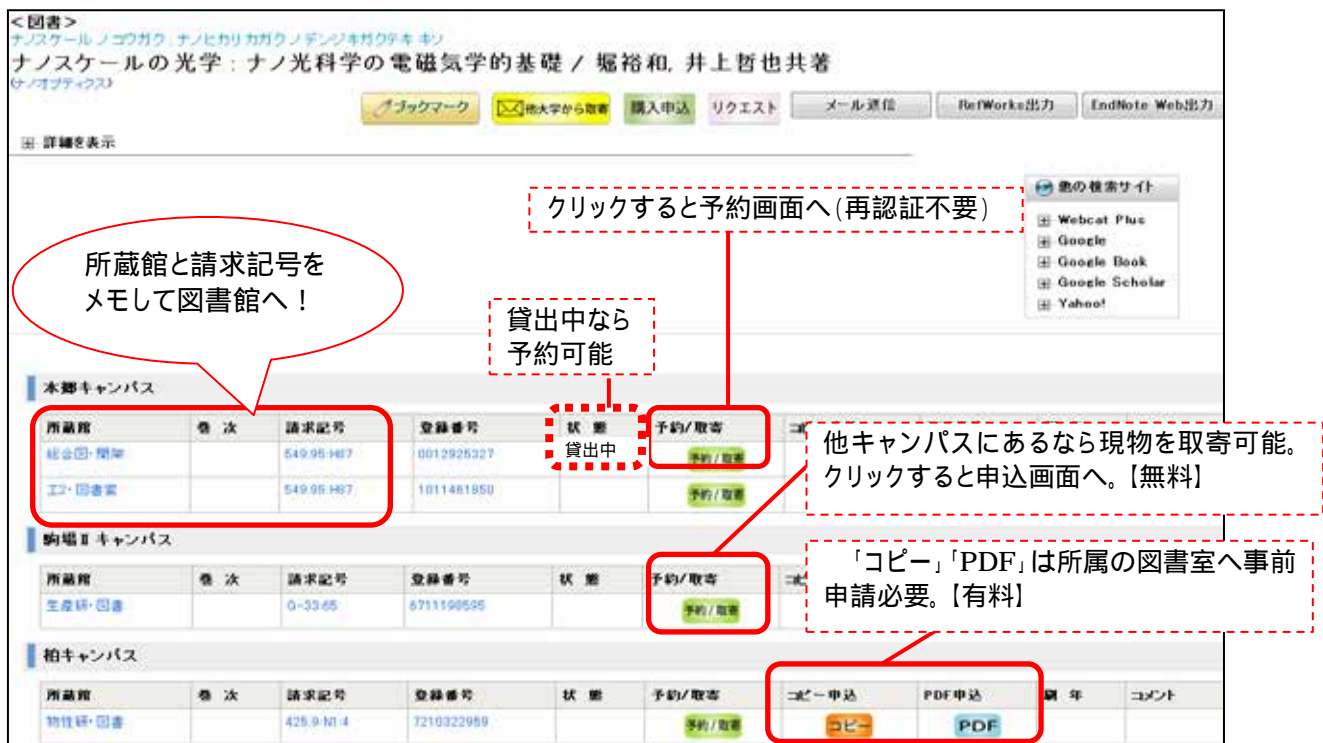 <図書>
ナノスケール ノ コウガク : ナノヒカリ カガク ノ デンジキガクテキ キソ
ナノスケールの光学 : ナノ光科学の電磁気学的基礎 / 堀裕和, 井上哲也共著
(ナノオプティクス)
ブックマーク 他大学から取寄 購入申込 リクエスト メール送信 RefWorks出力 EndNote Web出力
詳細を表示
他の検索サイト
Webcat Plus
Google
Google Book
Google Scholar
Yahoo!
クリックすると予約画面へ(再認証不要)
所蔵館と請求記号を
メモして図書館へ!
貸出中なら
予約可能
本郷キャンパス
所蔵館 巻 次 請求記号 登録番号 状 態 予約/取寄
総合図・開架 549.95:H87 0012925327 貸出中 予約/取寄
工2・図書室 549.95:H87 1011461850 予約/取寄
他キャンパスにあるなら現物を取寄可能。
クリックすると申込画面へ。【無料】
駒場Ⅱキャンパス
所蔵館 巻 次 請求記号 登録番号 状 態 予約/取寄
生産研・図書 Q-33:65 6711190595 予約/取寄
「コピー」「PDF」は所属の図書室へ事前
申請必要。【有料】
柏キャンパス
所蔵館 巻 次 請求記号 登録番号 状 態 予約/取寄 コピー申込 PDF申込 刷 年 コメント
物性研・図書 425.9:N1:4 7210322959 予約/取寄 コピー PDF